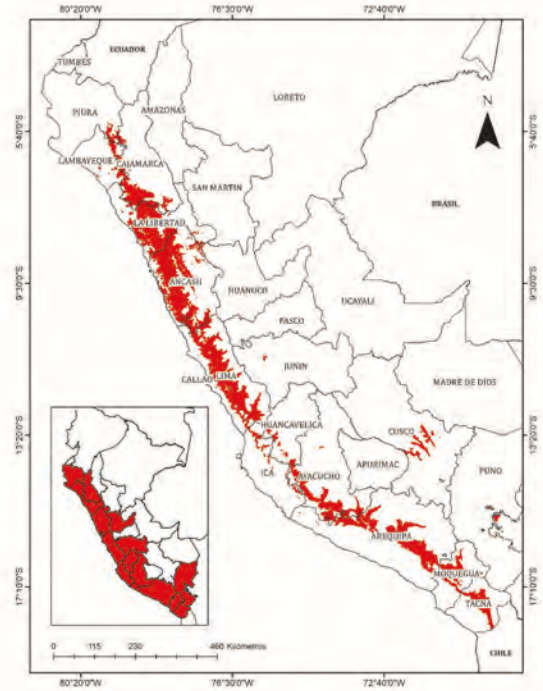 80°20'0"W 76°30'0"W 72°40'0"W
ECUADOR
TUMBES
LORETO
N
PIURA
AMAZONAS
5°40'0"S
5°40'0"S
LAMBAYEQUE
CAJAMARCA
SAN MARTIN
BRASIL
LA LIBERTAD
ANCASH
9°30'0"S
9°30'0"S
HUANUCO
UCAYALI
PASCO
JUNIN
CALLAO
LIMA
MADRE DE DIOS
HUANCAVELICA
CUSCO
13°20'0"S
13°20'0"S
ICA
AYACUCHO
APURIMAC
PUNO
AREQUIPA
MOQUEGUA
17°10'0"S
17°10'0"S
TACNA
0 115 230 460 Kilómetros
CHILE
80°20'0"W 76°30'0"W 72°40'0"W